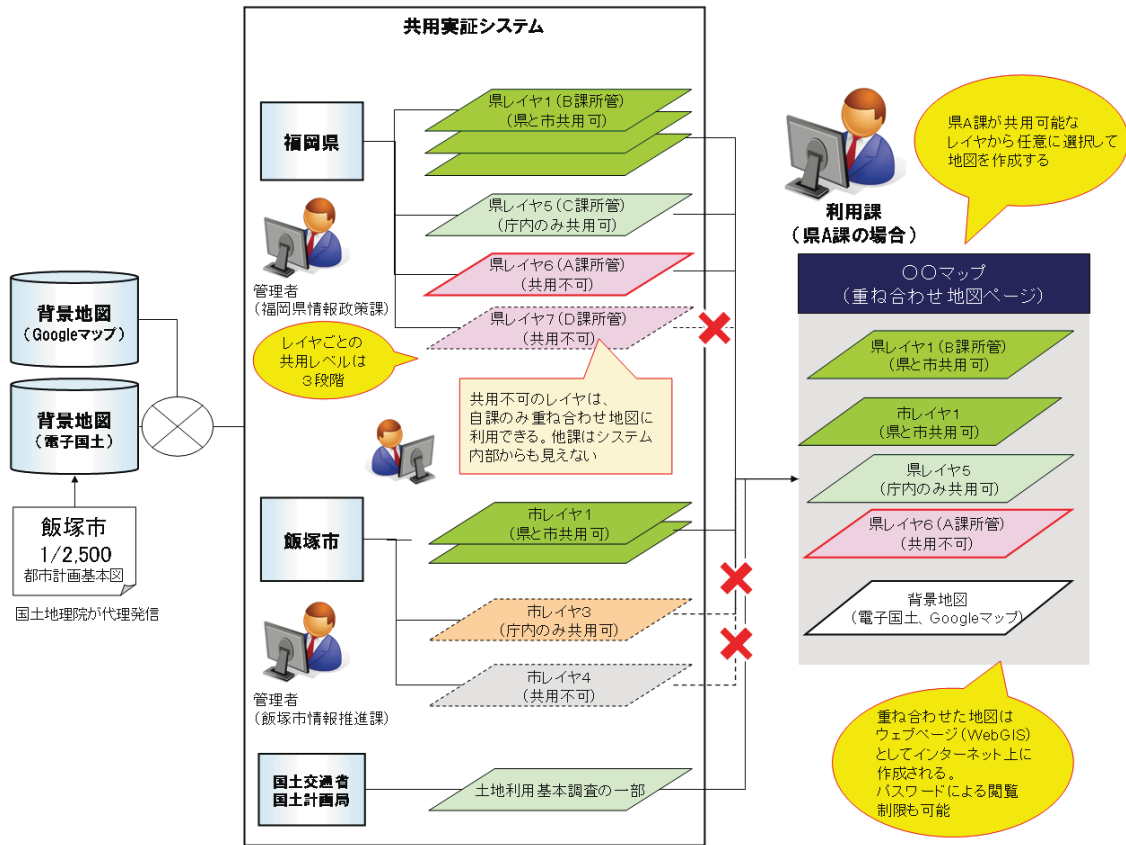 共用実証システム
福岡県
県レイヤ1(B課所管)
(県と市共用可)
県レイヤ5(C課所管)
(庁内のみ共用可)
県レイヤ6(A課所管)
(共用不可)
県レイヤ7(D課所管)
(共用不可)
管理者
(福岡県情報政策課)
レイヤごとの
共用レベルは
3段階
共用不可のレイヤは、
自課のみ重ね合わせ地図に
利用できる。他課はシステム
内部からも見えない
背景地図
(Googleマップ)
背景地図
(電子国土)
飯塚市
1/2,500
都市計画基本図
国土地理院が代理発信
飯塚市
市レイヤ1
(県と市共用可)
市レイヤ3
(庁内のみ共用可)
市レイヤ4
(共用不可)
管理者
(飯塚市情報推進課)
国土交通省
国土計画局
土地利用基本調査の一部
県A課が共用可能な
レイヤから任意に選択して
地図を作成する
利用課
(県A課の場合)
〇〇マップ
(重ね合わせ地図ページ)
県レイヤ1(B課所管)
(県と市共用可)
市レイヤ1
(県と市共用可)
県レイヤ5
(庁内のみ共用可)
県レイヤ6(A課所管)
(共用不可)
背景地図
(電子国土、Googleマップ)
重ね合わせた地図は
ウェブページ(WebGIS)
としてインターネット上に
作成される。
パスワードによる閲覧
制限も可能